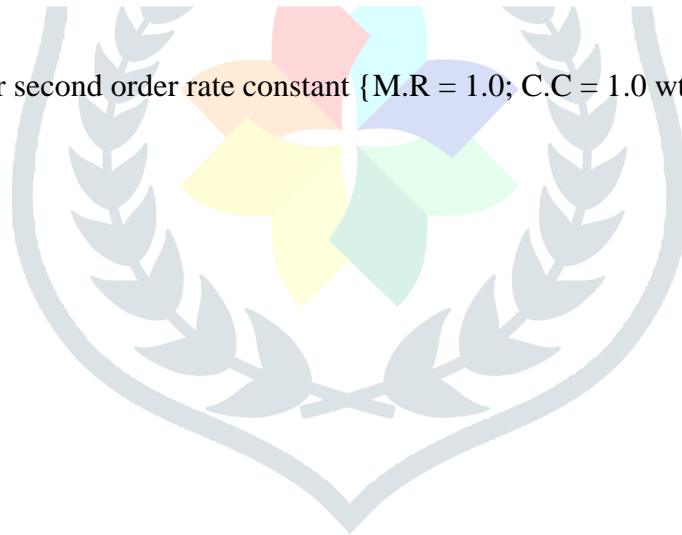 r second order rate constant {M.R = 1.0; C.C = 1.0 wt